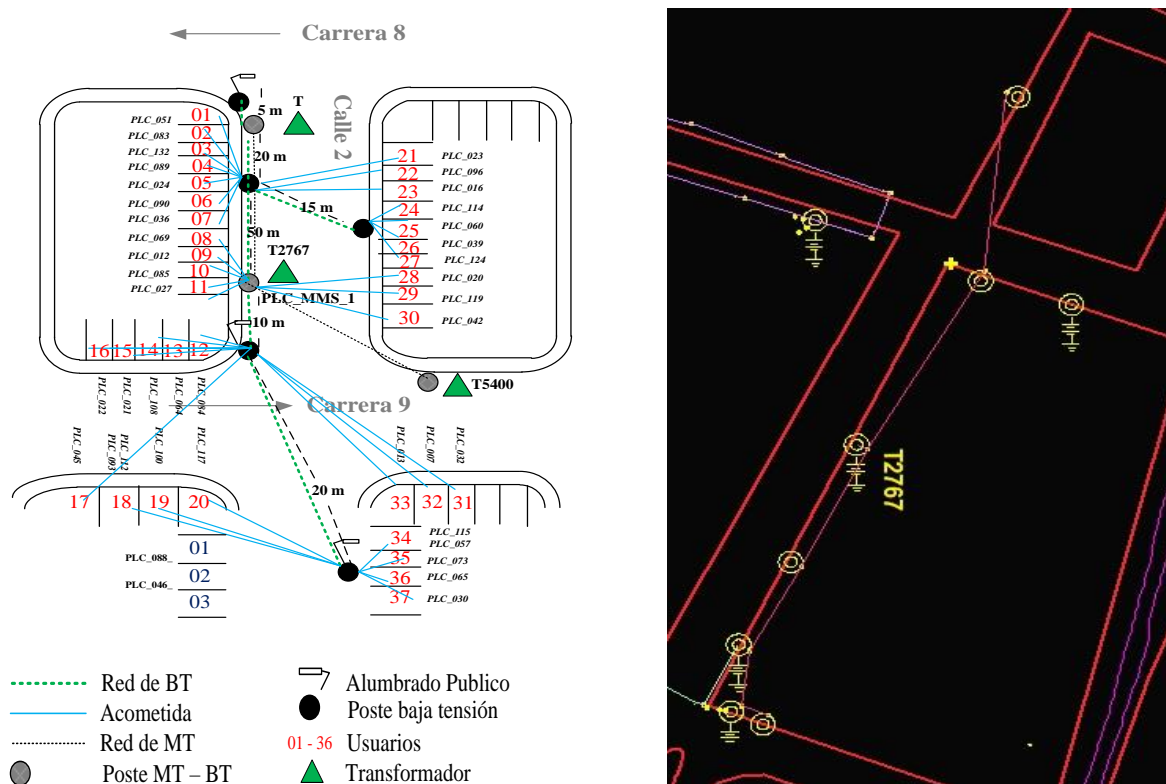 Carrera 8
T
5 m
Calle 2
PLC_051
01
PLC_083
02
PLC_132
03
PLC_089
04
PLC_024
05
PLC_090
06
PLC_036
07
PLC_069
08
PLC_012
09
PLC_085
10
PLC_027
11
20 m
15 m
50 m
T2767
PLC_MMS_1
10 m
21 PLC_023
22 PLC_096
23 PLC_016
24 PLC_114
25 PLC_060
26 PLC_039
27 PLC_124
28 PLC_020
29 PLC_119
30 PLC_042
16 15 14 13 12
T5400
PLC_022
PLC_021
PLC_108
PLC_064
PLC_084
Carrera 9
PLC_045
PLC_093
PLC_112
PLC_100
PLC_117
PLC_013
PLC_007
PLC_032
17 18 19 20
20 m
33 32 31
34 PLC_115
PLC_057
35 PLC_073
36 PLC_065
37 PLC_030
01
PLC_088_
02
PLC_046_
03
Red de BT
Acometida
Red de MT
Poste MT – BT
Alumbrado Publico
Poste baja tensión
01 - 36 Usuarios
Transformador
T2767